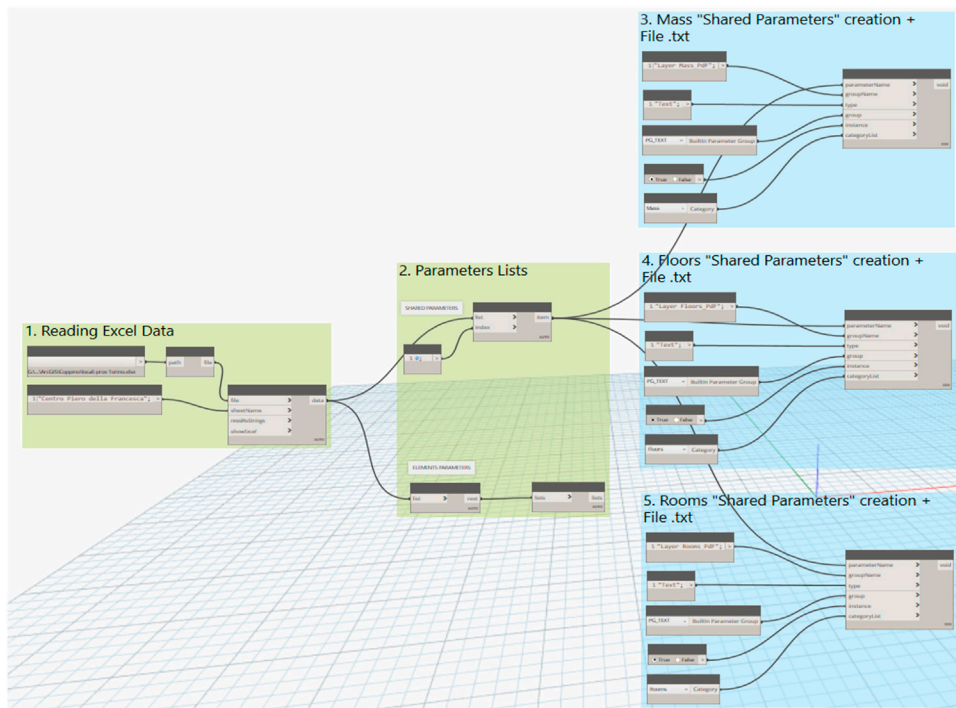 3. Mass "Shared Parameters" creation +
File .txt
1 "Layer Mass_PdF";
1 "Text";
PG_TEXT
Builtin Parameter Group
True False
Mass
Category
parameterName
void
groupName
type
group
instance
categoryList
4. Floors "Shared Parameters" creation +
File .txt
1 "Layer Floors_PdF";
1 "Text";
PG_TEXT
Builtin Parameter Group
True False
Floors
Category
parameterName
void
groupName
type
group
instance
categoryList
2. Parameters Lists
SHARED PARAMETERS
list
item
index
1 0;
ELEMENTS PARAMETERS
list
rest
lists
lists
1. Reading Excel Data
path
file
1 "Centro Piero della Francesca";
file
data
sheetName
readAsStrings
showExcel
5. Rooms "Shared Parameters" creation +
File .txt
1 "Layer Rooms_PdF";
1 "Text";
PG_TEXT
Builtin Parameter Group
True False
Rooms
Category
parameterName
void
groupName
type
group
instance
categoryList